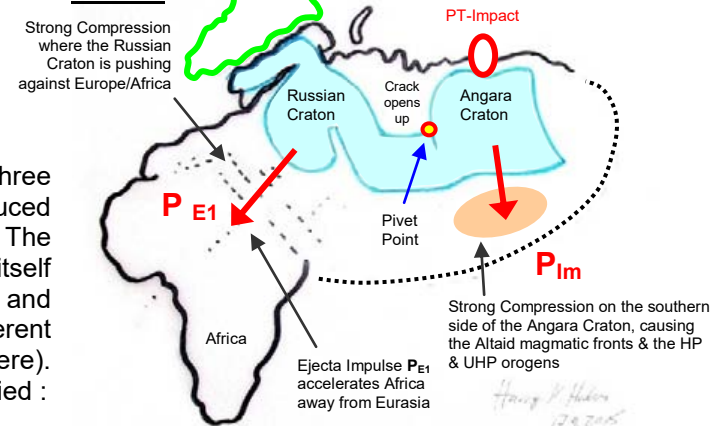 PT-Impact
Strong Compression
where the Russian
Craton is pushing
against Europe/Africa
Russian
Craton
Crack
opens
up
Angara
Craton
hree
uced
The
itself
and
erent
ere).
ied :
P E1
Pivet
Point
PIm
Strong Compression on the southern
side of the Angara Craton, causing
the Altaid magmatic fronts & the HP
& UHP orogens
Africa
Ejecta Impulse PE1
accelerates Africa
away from Eurasia